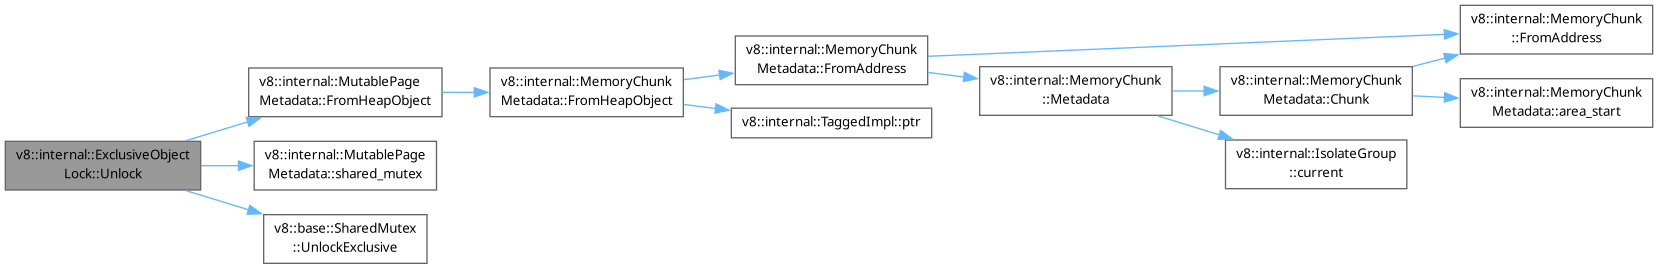 v8::internal::ExclusiveObject
Lock::Unlock
v8::internal::MutablePage
Metadata::FromHeapObject
v8::internal::MutablePage
Metadata::shared_mutex
v8::base::SharedMutex
::UnlockExclusive
v8::internal::MemoryChunk
Metadata::FromHeapObject
v8::internal::MemoryChunk
Metadata::FromAddress
v8::internal::TaggedImpl::ptr
v8::internal::MemoryChunk
::Metadata
v8::internal::MemoryChunk
Metadata::Chunk
v8::internal::IsolateGroup
::current
v8::internal::MemoryChunk
::FromAddress
v8::internal::MemoryChunk
Metadata::area_start